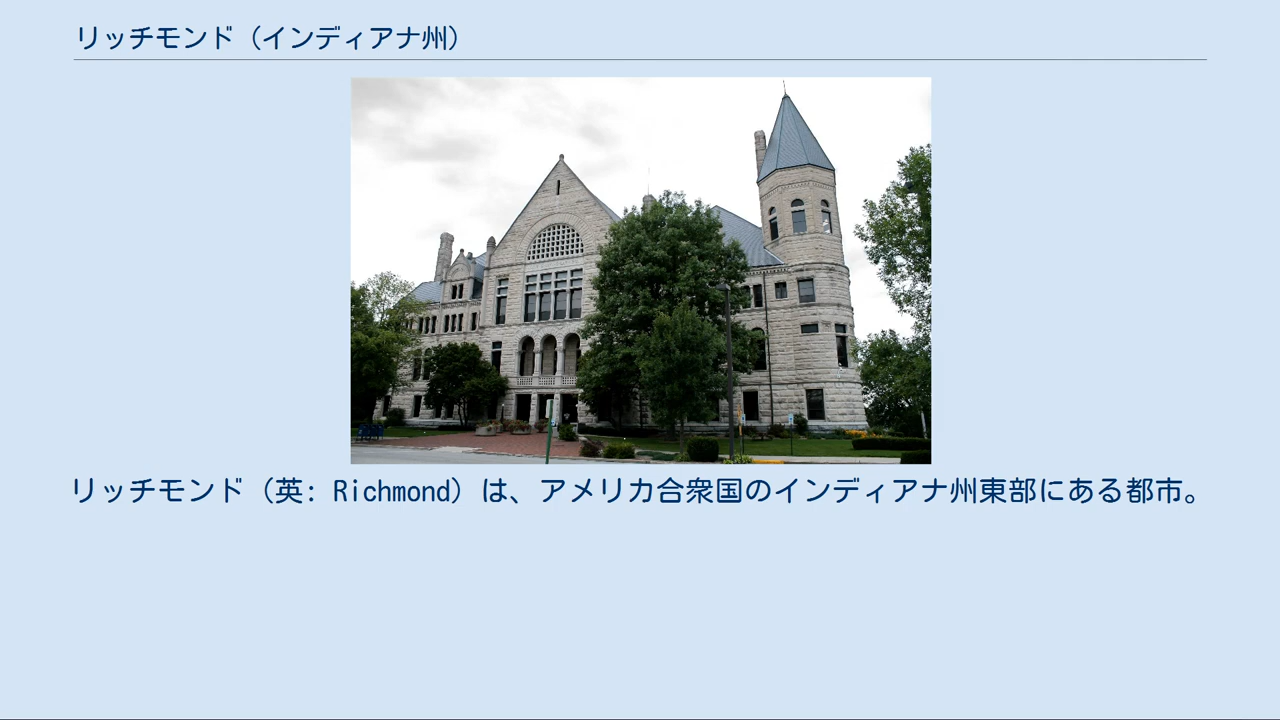 リッチモンド（インディアナ州）
リッチモンド（英: Richmond）は、アメリカ合衆国のインディアナ州東部にある都市。